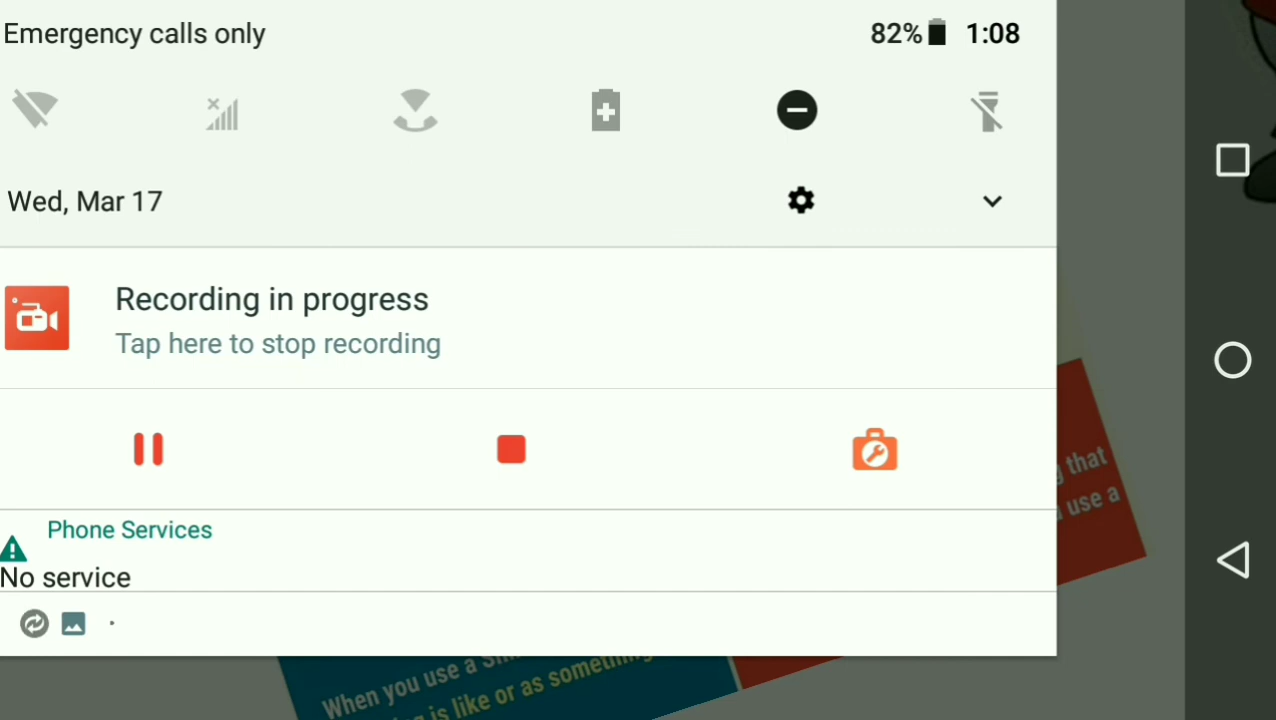 Emergency calls only
82% 1:08
Wed, Mar 17
Recording in progress
Tap here to stop recording
that
use a
Phone Services
No service
When you use a
is like or as something